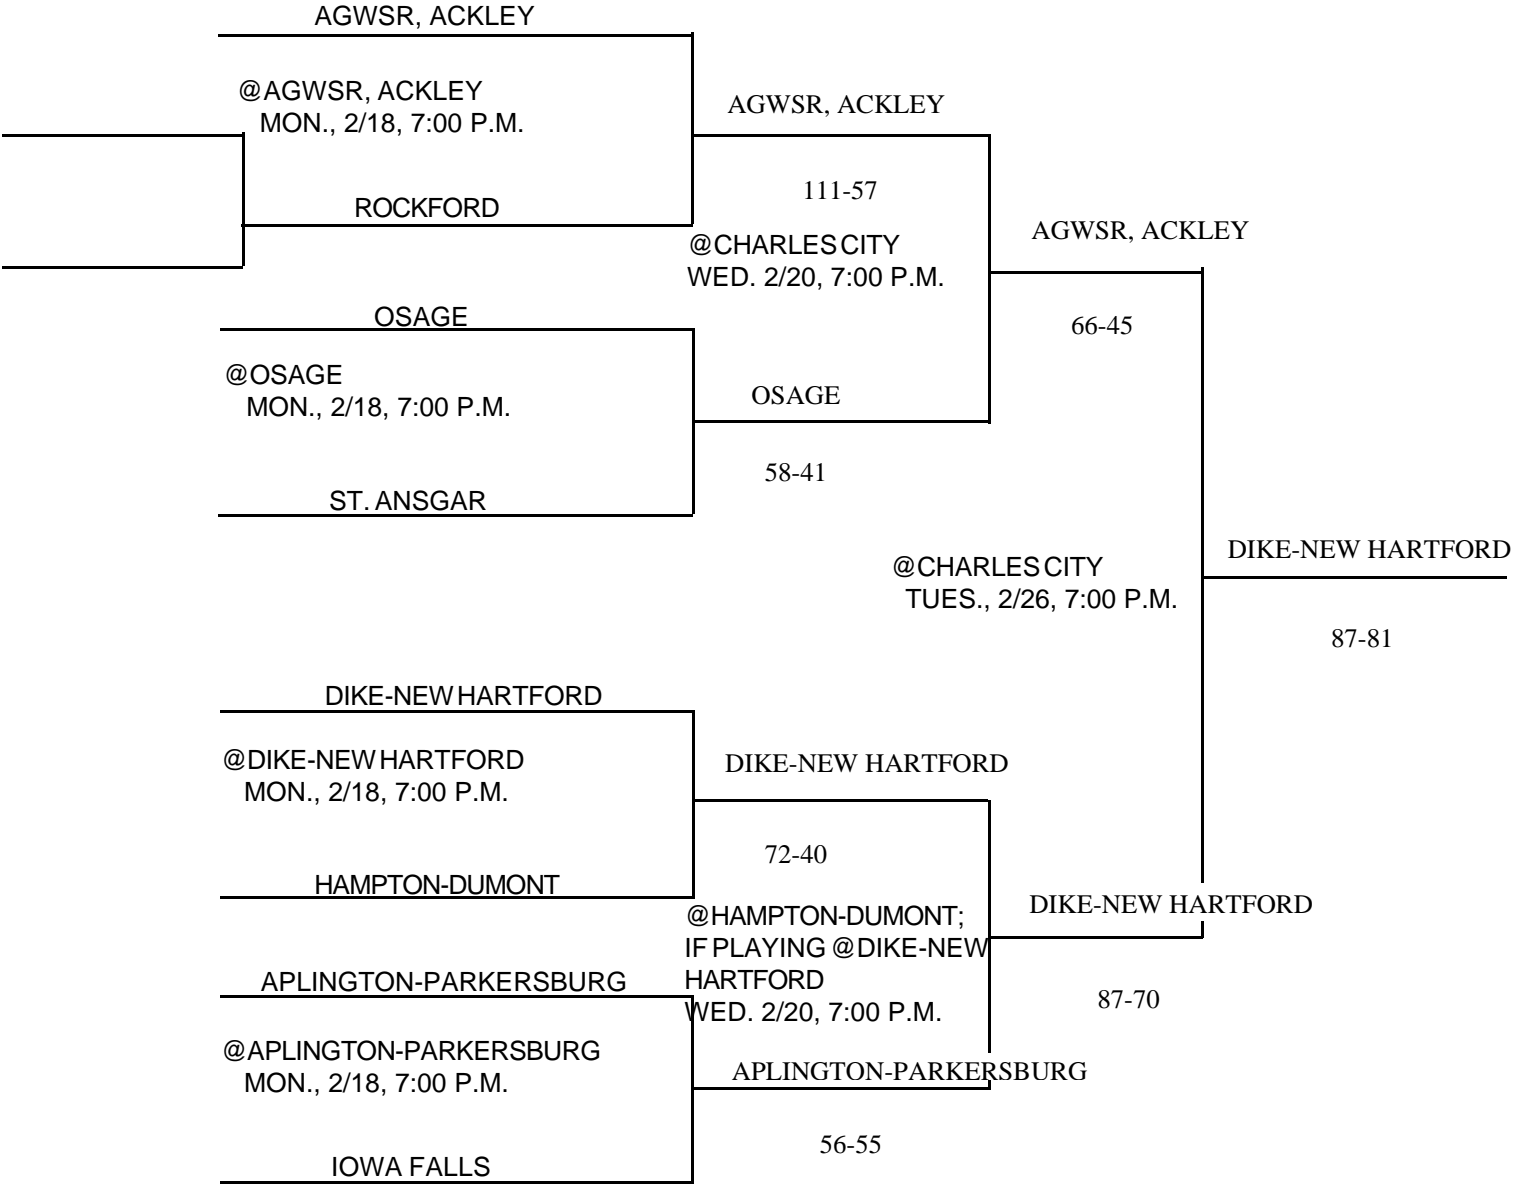 AGWSR, ACKLEY
@AGWSR, ACKLEY
MON., 2/18, 7:00 P.M.
AGWSR, ACKLEY
111-57
ROCKFORD
AGWSR, ACKLEY
@CHARLES CITY
WED. 2/20, 7:00 P.M.
OSAGE
66-45
@OSAGE
MON., 2/18, 7:00 P.M.
OSAGE
58-41
ST. ANSGAR
DIKE-NEW HARTFORD
@CHARLES CITY
TUES., 2/26, 7:00 P.M.
87-81
DIKE-NEW HARTFORD
@DIKE-NEW HARTFORD
MON., 2/18, 7:00 P.M.
DIKE-NEW HARTFORD
72-40
HAMPTON-DUMONT
DIKE-NEW HARTFORD
@HAMPTON-DUMONT;
IF PLAYING @DIKE-NEW
HARTFORD
WED. 2/20, 7:00 P.M.
APLINGTON-PARKERSBURG
87-70
@APLINGTON-PARKERSBURG
MON., 2/18, 7:00 P.M.
APLINGTON-PARKERSBURG
56-55
IOWA FALLS